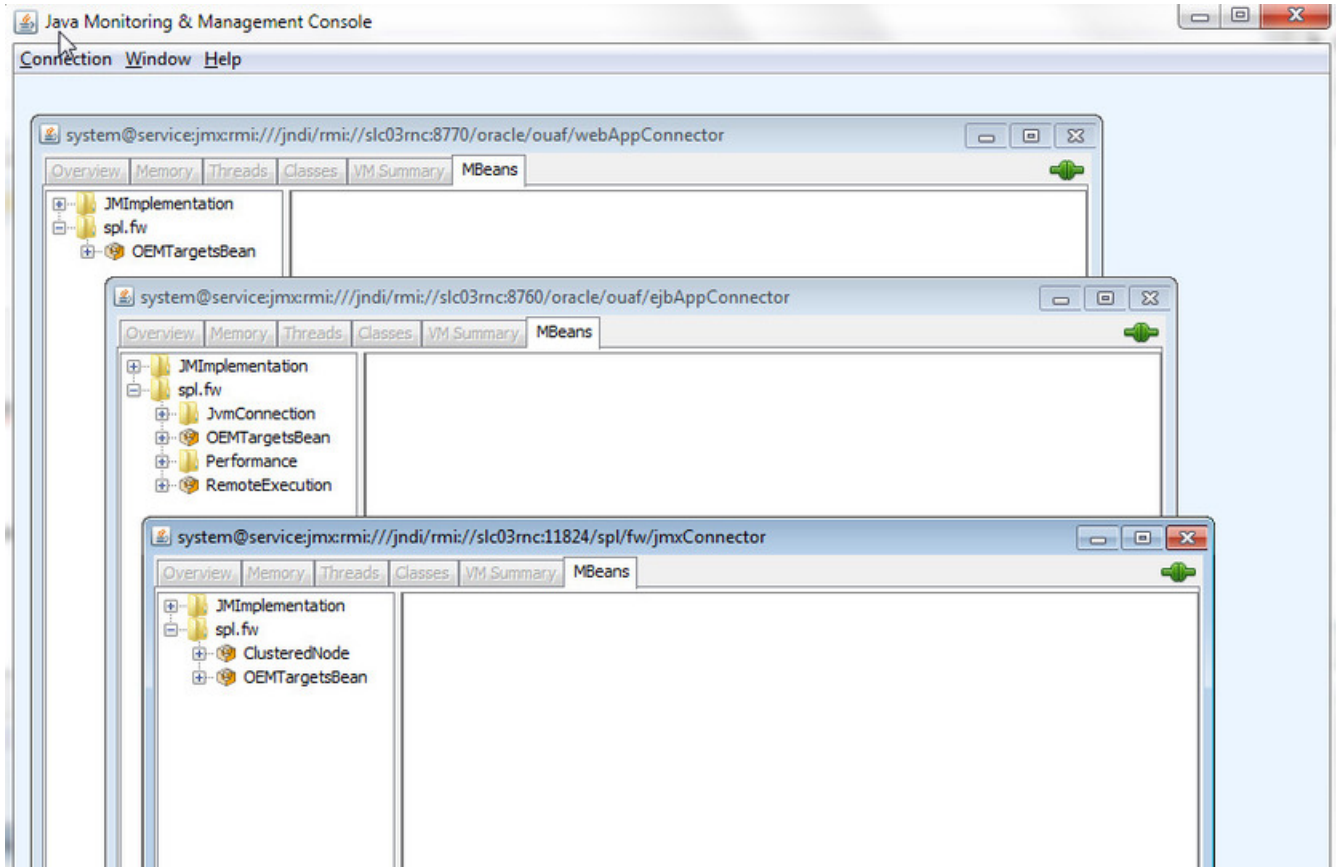 Java Monitoring & Management Console
Connection Window Help
system@service:jmx:rmi:///jndi/rmi://slc03rnc:8770/oracle/ouaf/webAppConnector
Overview Memory Threads Classes VM Summary MBeans
JMImplementation
spl.fw
OEMTargetsBean
system@service:jmx:rmi:///jndi/rmi://slc03rnc:8760/oracle/ouaf/ejbAppConnector
Overview Memory Threads Classes VM Summary MBeans
JMImplementation
spl.fw
JvmConnection
OEMTargetsBean
Performance
RemoteExecution
system@service:jmx:rmi:///jndi/rmi://slc03rnc:11824/spl/fw/jmxConnector
Overview Memory Threads Classes VM Summary MBeans
JMImplementation
spl.fw
ClusteredNode
OEMTargetsBean